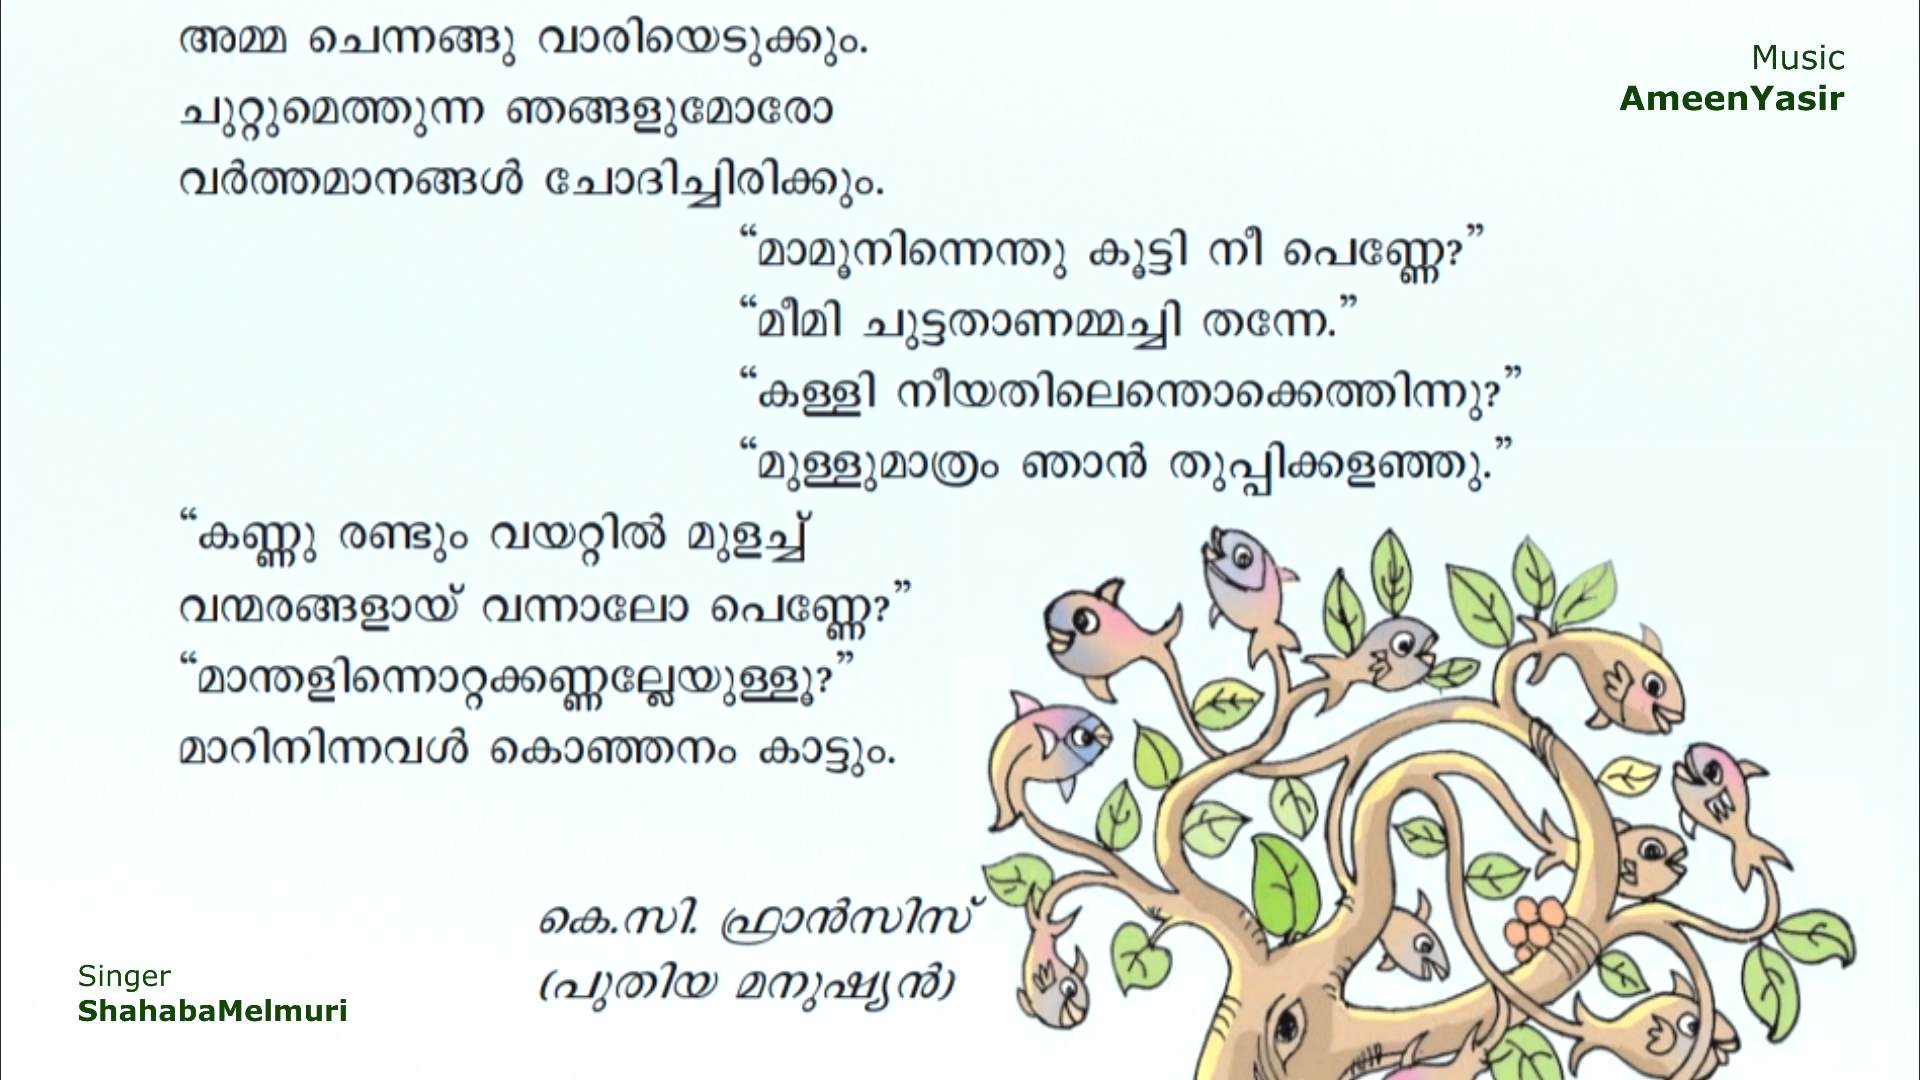 അമ്മ ചെന്നങ്ങു വാരിയെടുക്കും.
ചുറ്റുമെത്തുന്ന ഞങ്ങളുമോരോ
വർത്തമാനങ്ങൾ ചോദിച്ചിരിക്കും.
“മാമൂനിന്നെന്തു കൂട്ടി നീ പെണ്ണേ?”
“മീമി ചുട്ടതാണമ്മച്ചി തന്നേ.”
“കള്ളി നീയതിലെന്തൊക്കെത്തിന്നു?”
“മുള്ളുമാത്രം ഞാൻ തുപ്പിക്കളഞ്ഞു.”
“കണ്ണു രണ്ടും വയറ്റിൽ മുളച്ച്
വന്മരങ്ങളായ് വന്നാലോ പെണ്ണേ?”
“മാന്തളിന്നൊറ്റക്കണ്ണല്ലേയുള്ളൂ?”
മാറിനിന്നവൾ കൊഞ്ഞനം കാട്ടും.
കെ.സി. ഫ്രാൻസിസ്
(പുതിയ മനുഷ്യൻ)
Music
AmeenYasir
Singer
ShahabaMelmuri